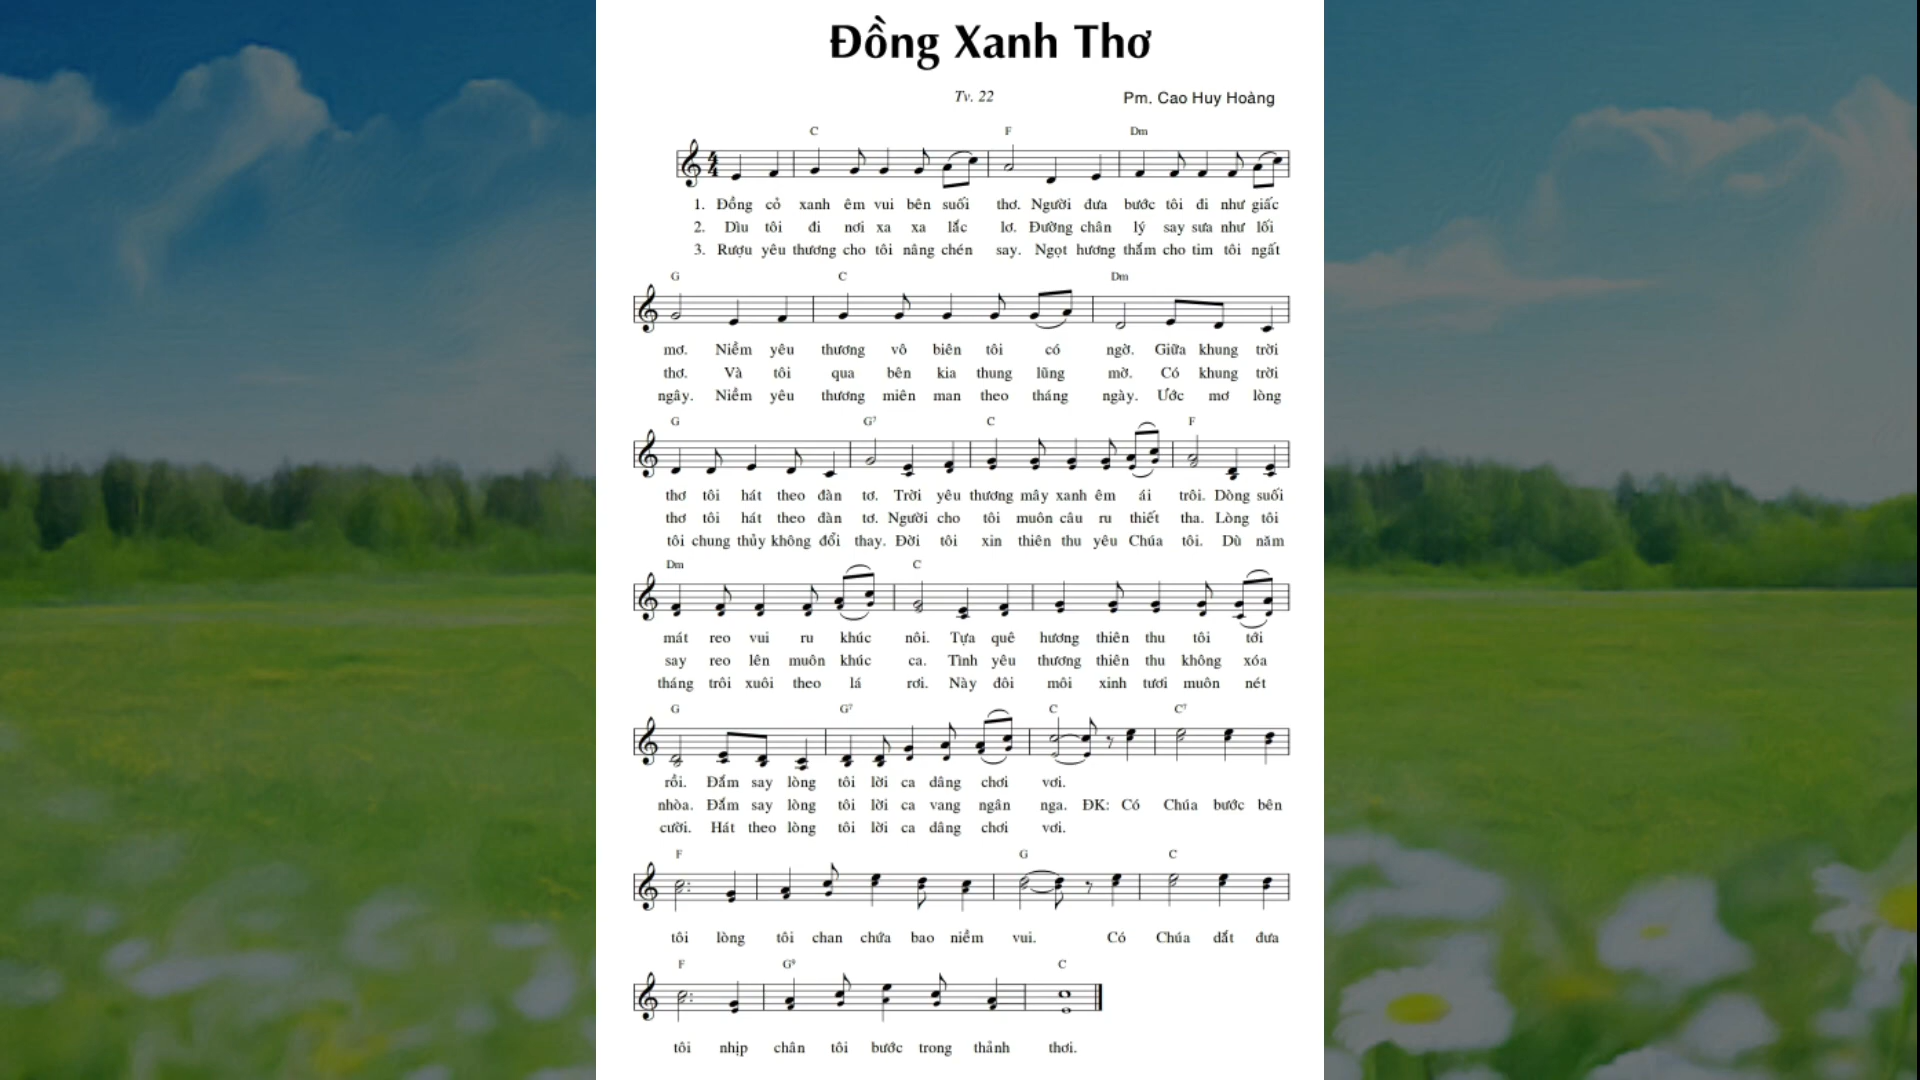 Đồng Xanh Thơ
Tv. 22
Pm. Cao Huy Hoàng
C F Dm
1. Đồng cỏ xanh êm vui bên suối thơ. Người đưa bước tôi đi như giấc
2. Dìu tôi đi nơi xa xa lắc lơ. Đường chân lý say sưa như lối
3. Rượu yêu thương cho tôi nâng chén say. Ngọt hương thắm cho tim tôi ngất
G C Dm
mơ. Niềm yêu thương vô biên tôi có ngờ. Giữa khung trời
thơ. Và tôi qua bên kia thung lũng mờ. Có khung trời
ngây. Niềm yêu thương miên man theo tháng ngày. Ước mơ lòng
G G7 C F
thơ tôi hát theo đàn tơ. Trời yêu thương mây xanh êm ái trôi. Dòng suối
thơ tôi hát theo đàn tơ. Người cho tôi muôn câu ru thiết tha. Lòng tôi
tôi chung thủy không đổi thay. Đời tôi xin thiên thu yêu Chúa tôi. Dù năm
Dm C
mát reo vui ru khúc nôi. Tựa quê hương thiên thu tôi tới
say reo lên muôn khúc ca. Tình yêu thương thiên thu không xóa
tháng trôi xuôi theo lá rơi. Này đôi môi xinh tươi muôn nét
G G7 C C7
rồi. Đắm say lòng tôi lời ca dâng chơi vơi.
nhòa. Đắm say lòng tôi lời ca vang ngân nga. ĐK: Có Chúa bước bên
cười. Hát theo lòng tôi lời ca dâng chơi vơi.
F G C
tôi lòng tôi chan chứa bao niềm vui. Có Chúa dắt đưa
F G9 C
tôi nhịp chân tôi bước trong thảnh thơi.